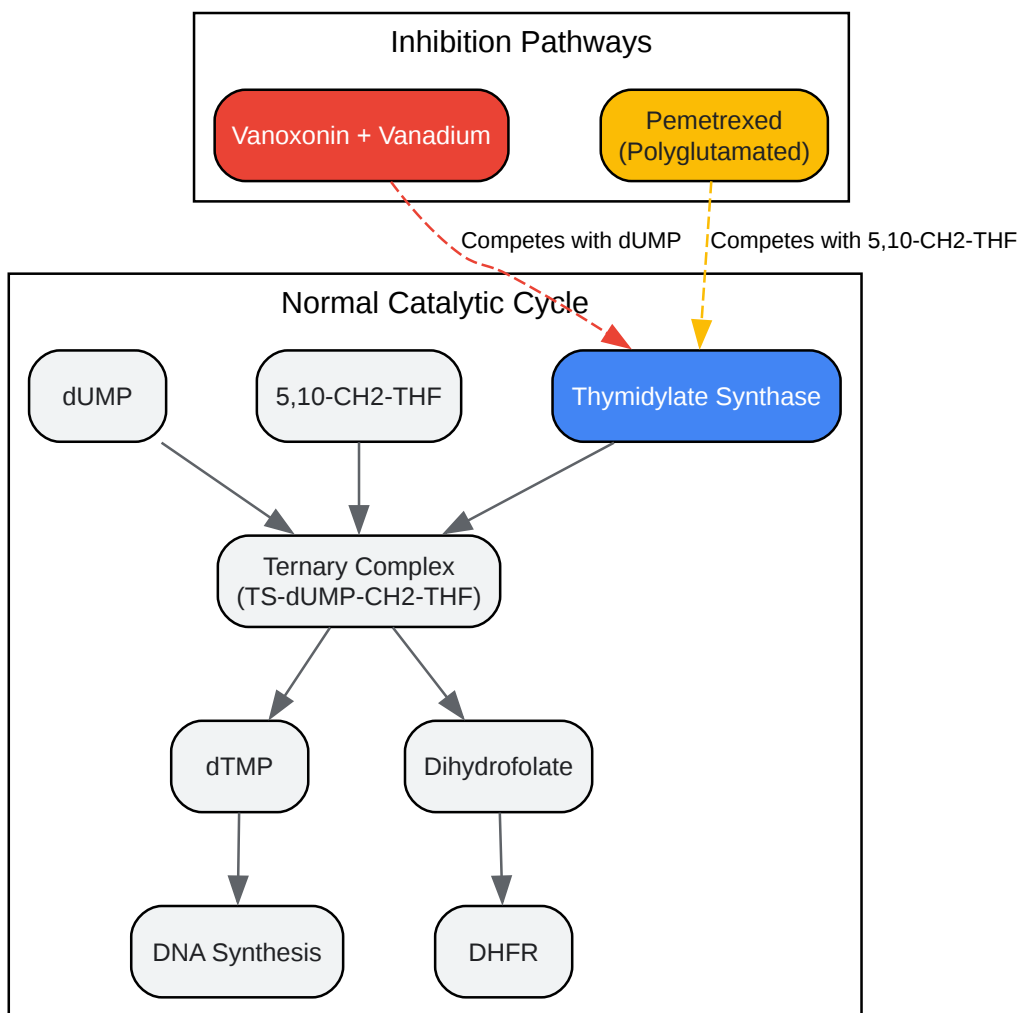 Inhibition Pathways
Vanoxonin + Vanadium
Pemetrexed
(Polyglutamated)
Competes with dUMP
Competes with 5,10-CH2-THF
Normal Catalytic Cycle
dUMP
5,10-CH2-THF
Thymidylate Synthase
Ternary Complex
(TS-dUMP-CH2-THF)
dTMP
Dihydrofolate
DNA Synthesis
DHFR